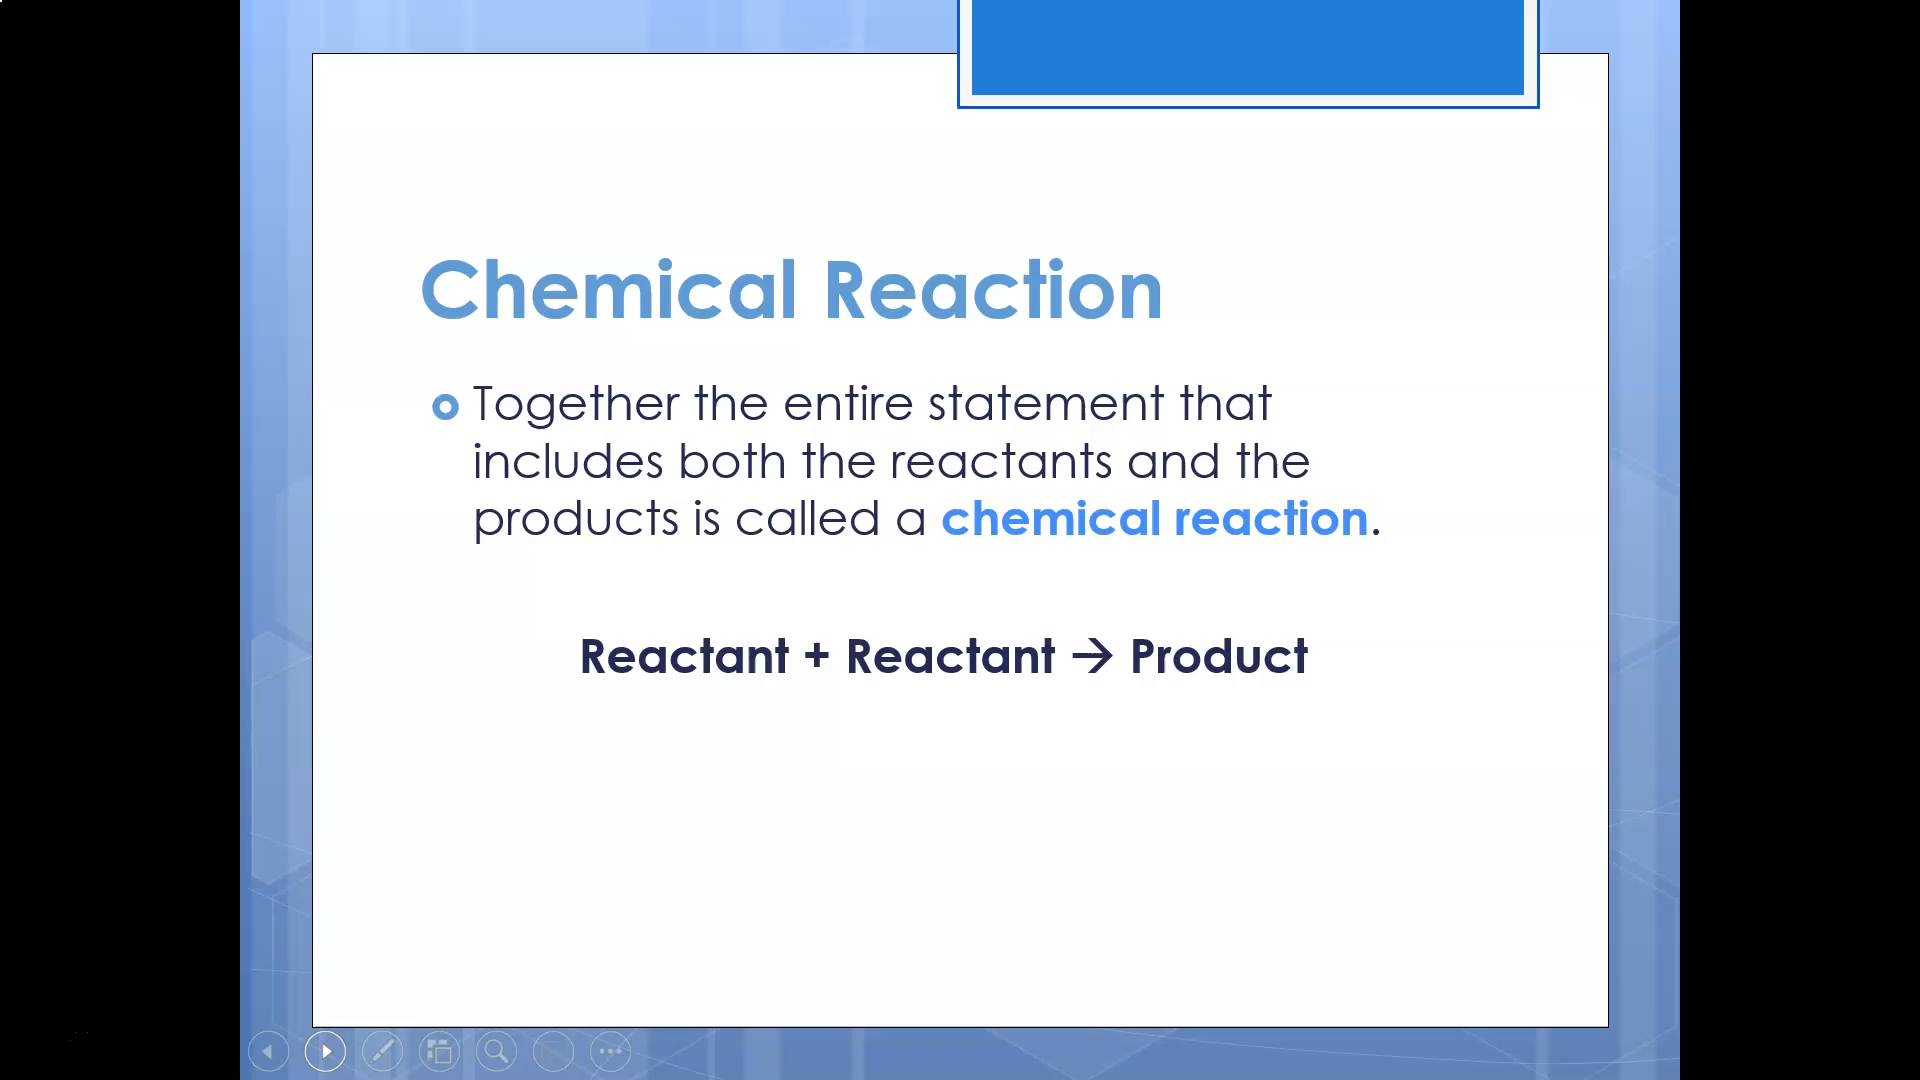 Chemical Reaction
Together the entire statement that
includes both the reactants and the
products is called a chemical reaction.
Reactant + Reactant → Product